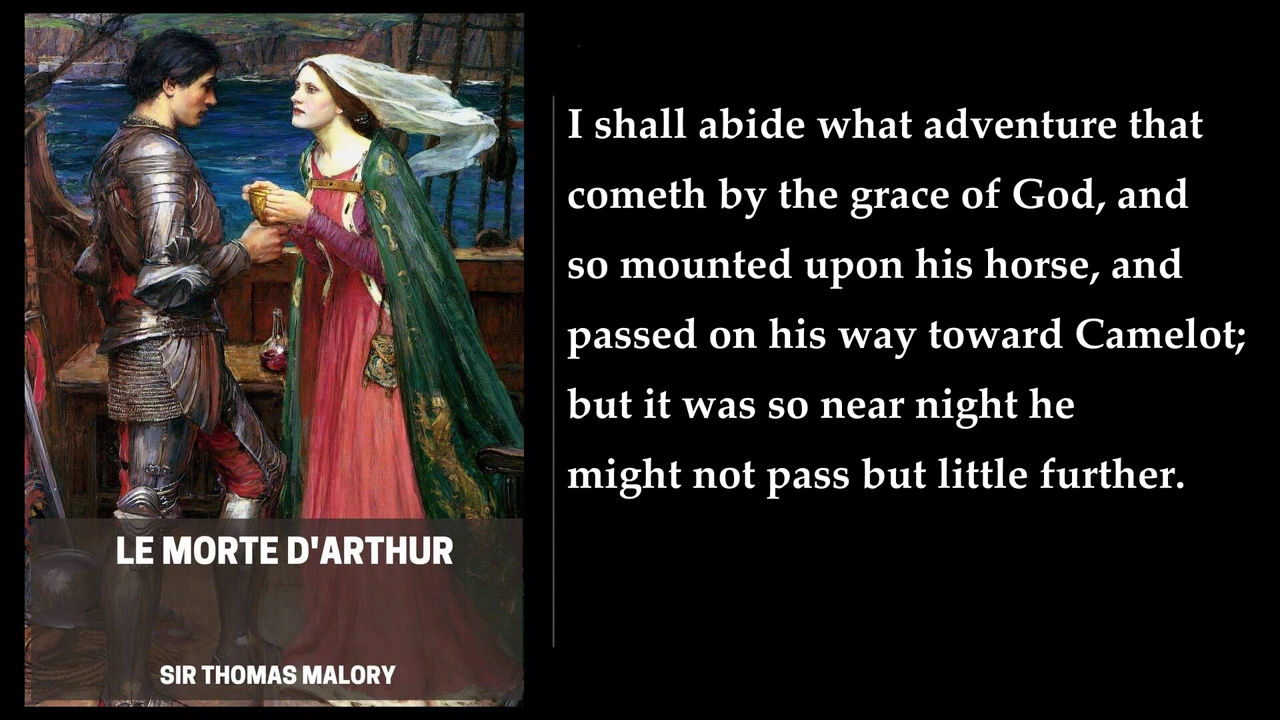 LE MORTE D'ARTHUR
SIR THOMAS MALORY
I shall abide what adventure that
cometh by the grace of God, and
so mounted upon his horse, and
passed on his way toward Camelot;
but it was so near night he
might not pass but little further.